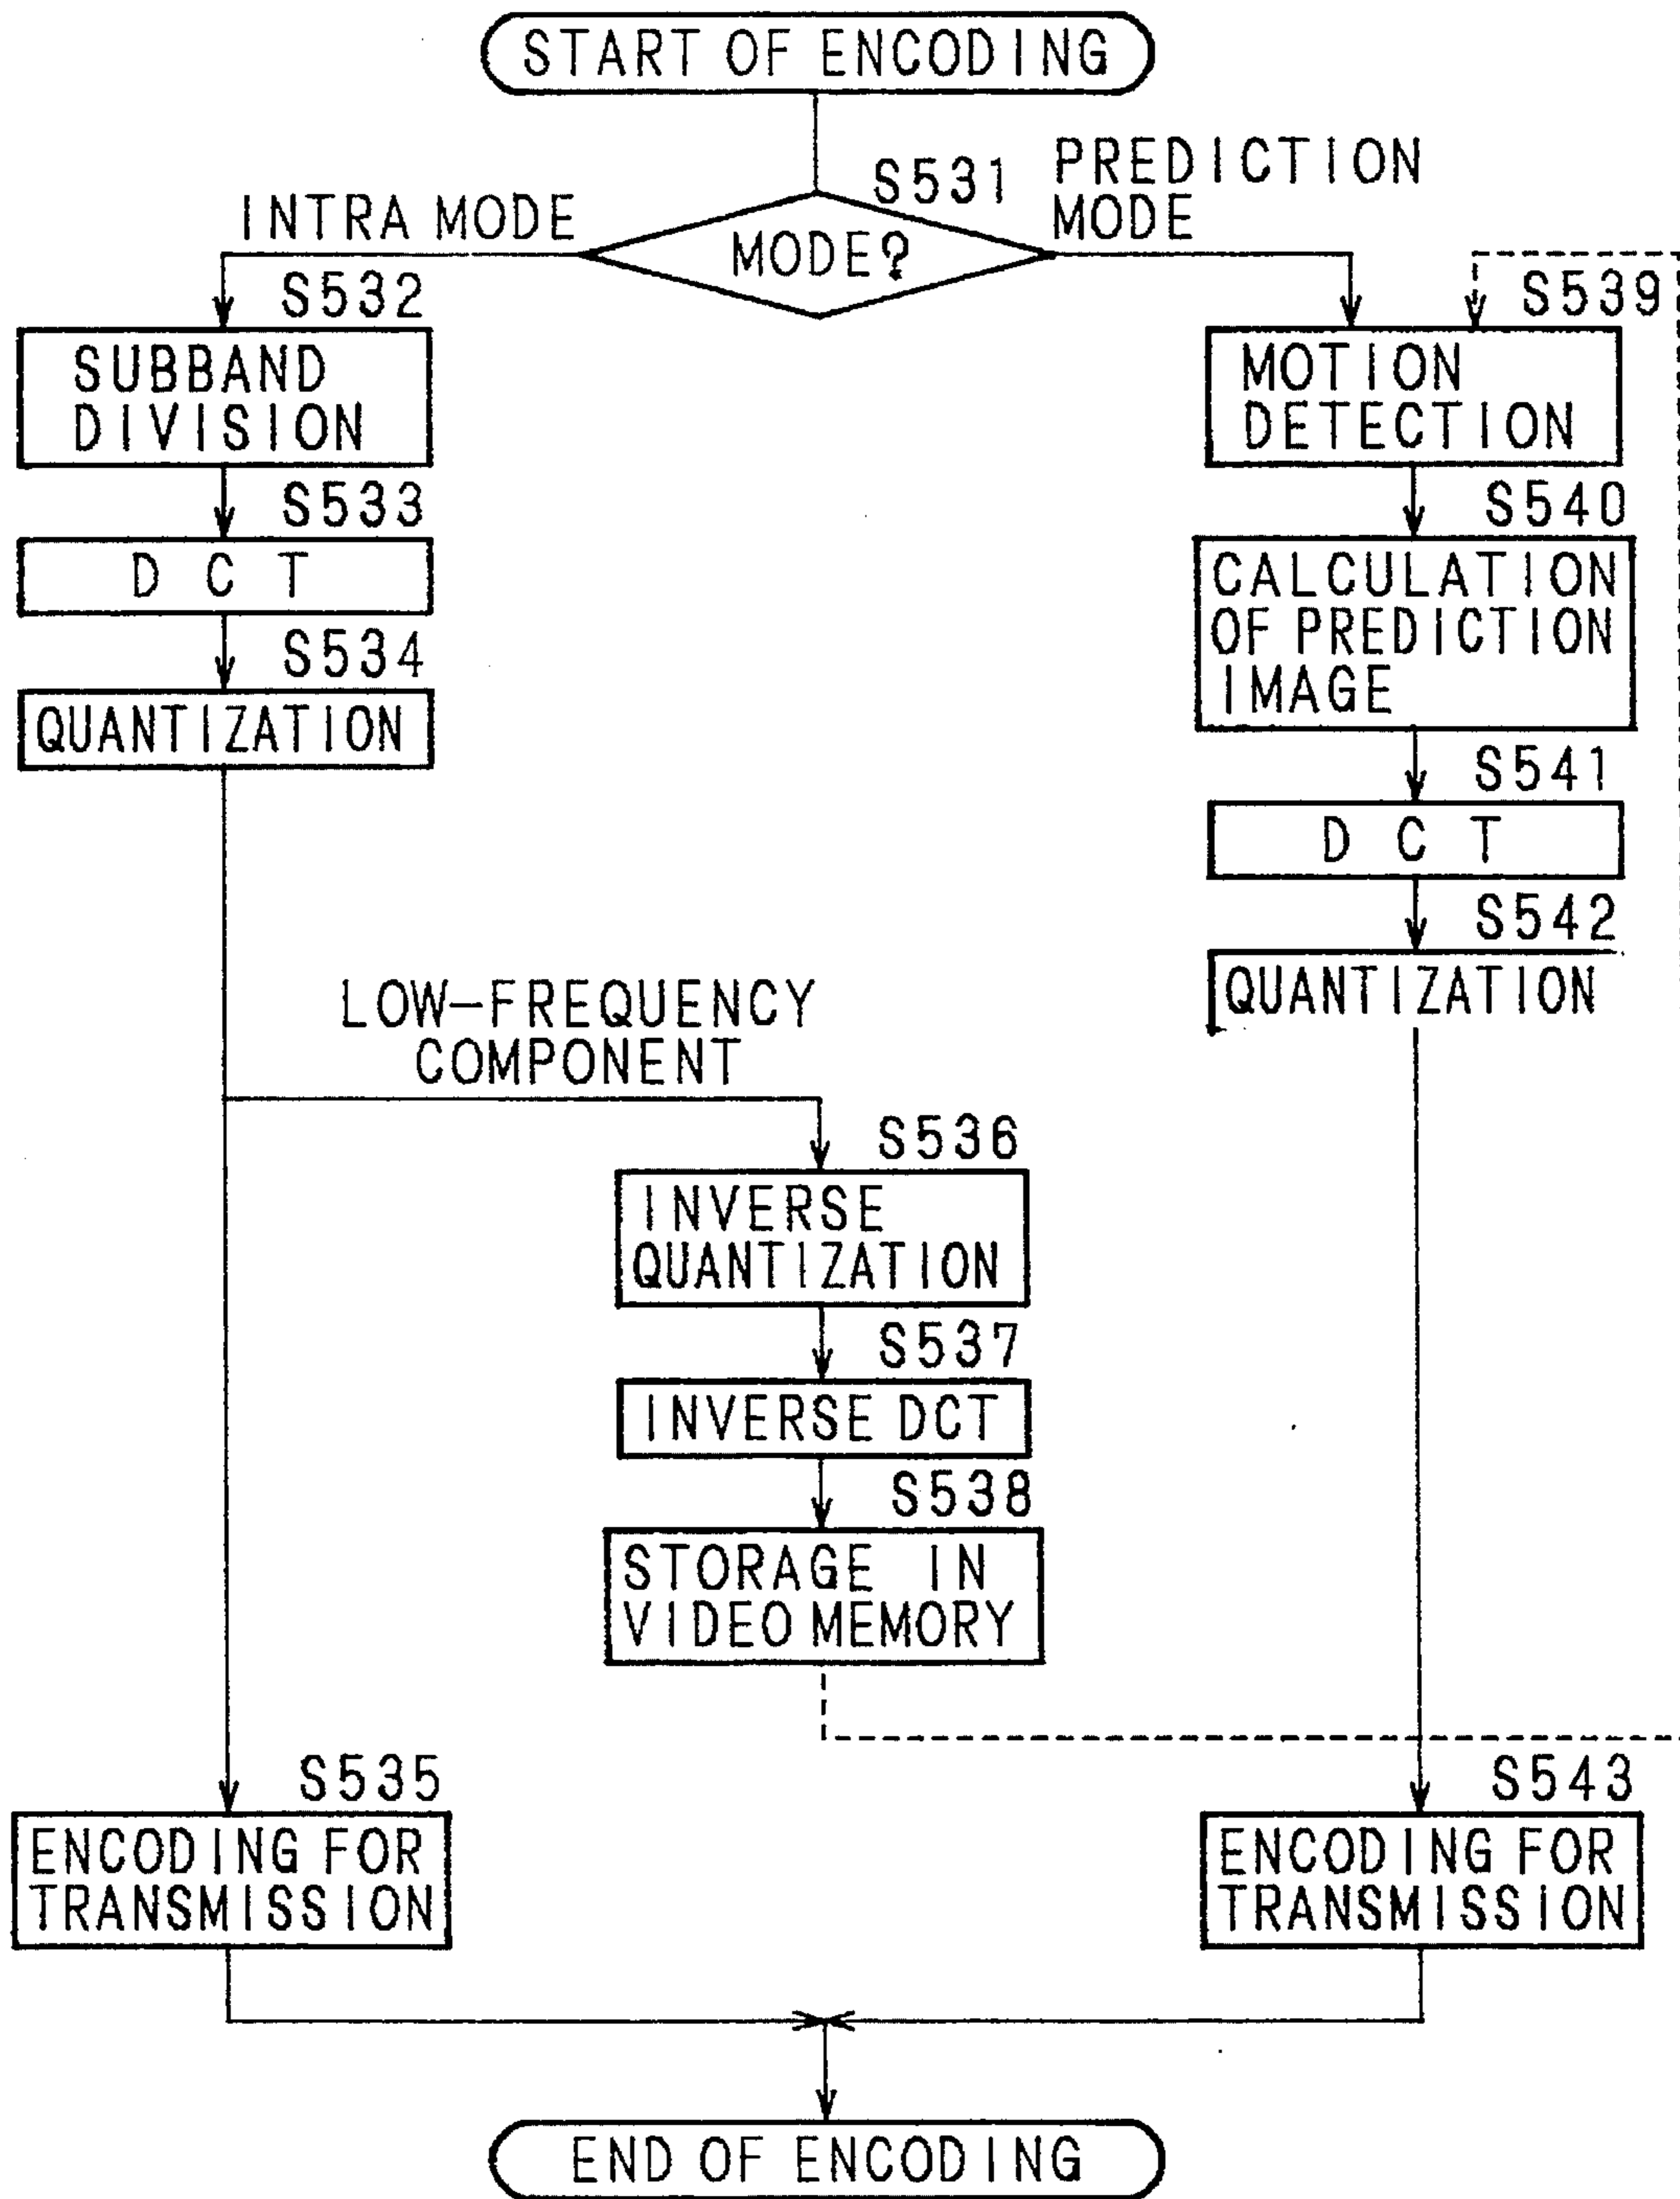 START OF ENCODING
S531
PREDICTION
MODE
INTRA MODE
MODE?
S532
SUBBAND
DIVISION
S533
D C T
S534
QUANTIZATION
S539
MOTION
DETECTION
S540
CALCULATION
OF PREDICTION
IMAGE
S541
D C T
S542
QUANTIZATION
LOW-FREQUENCY
COMPONENT
S536
INVERSE
QUANTIZATION
S537
INVERSE DCT
S538
STORAGE IN
VIDEO MEMORY
S535
ENCODING FOR
TRANSMISSION
S543
ENCODING FOR
TRANSMISSION
END OF ENCODING